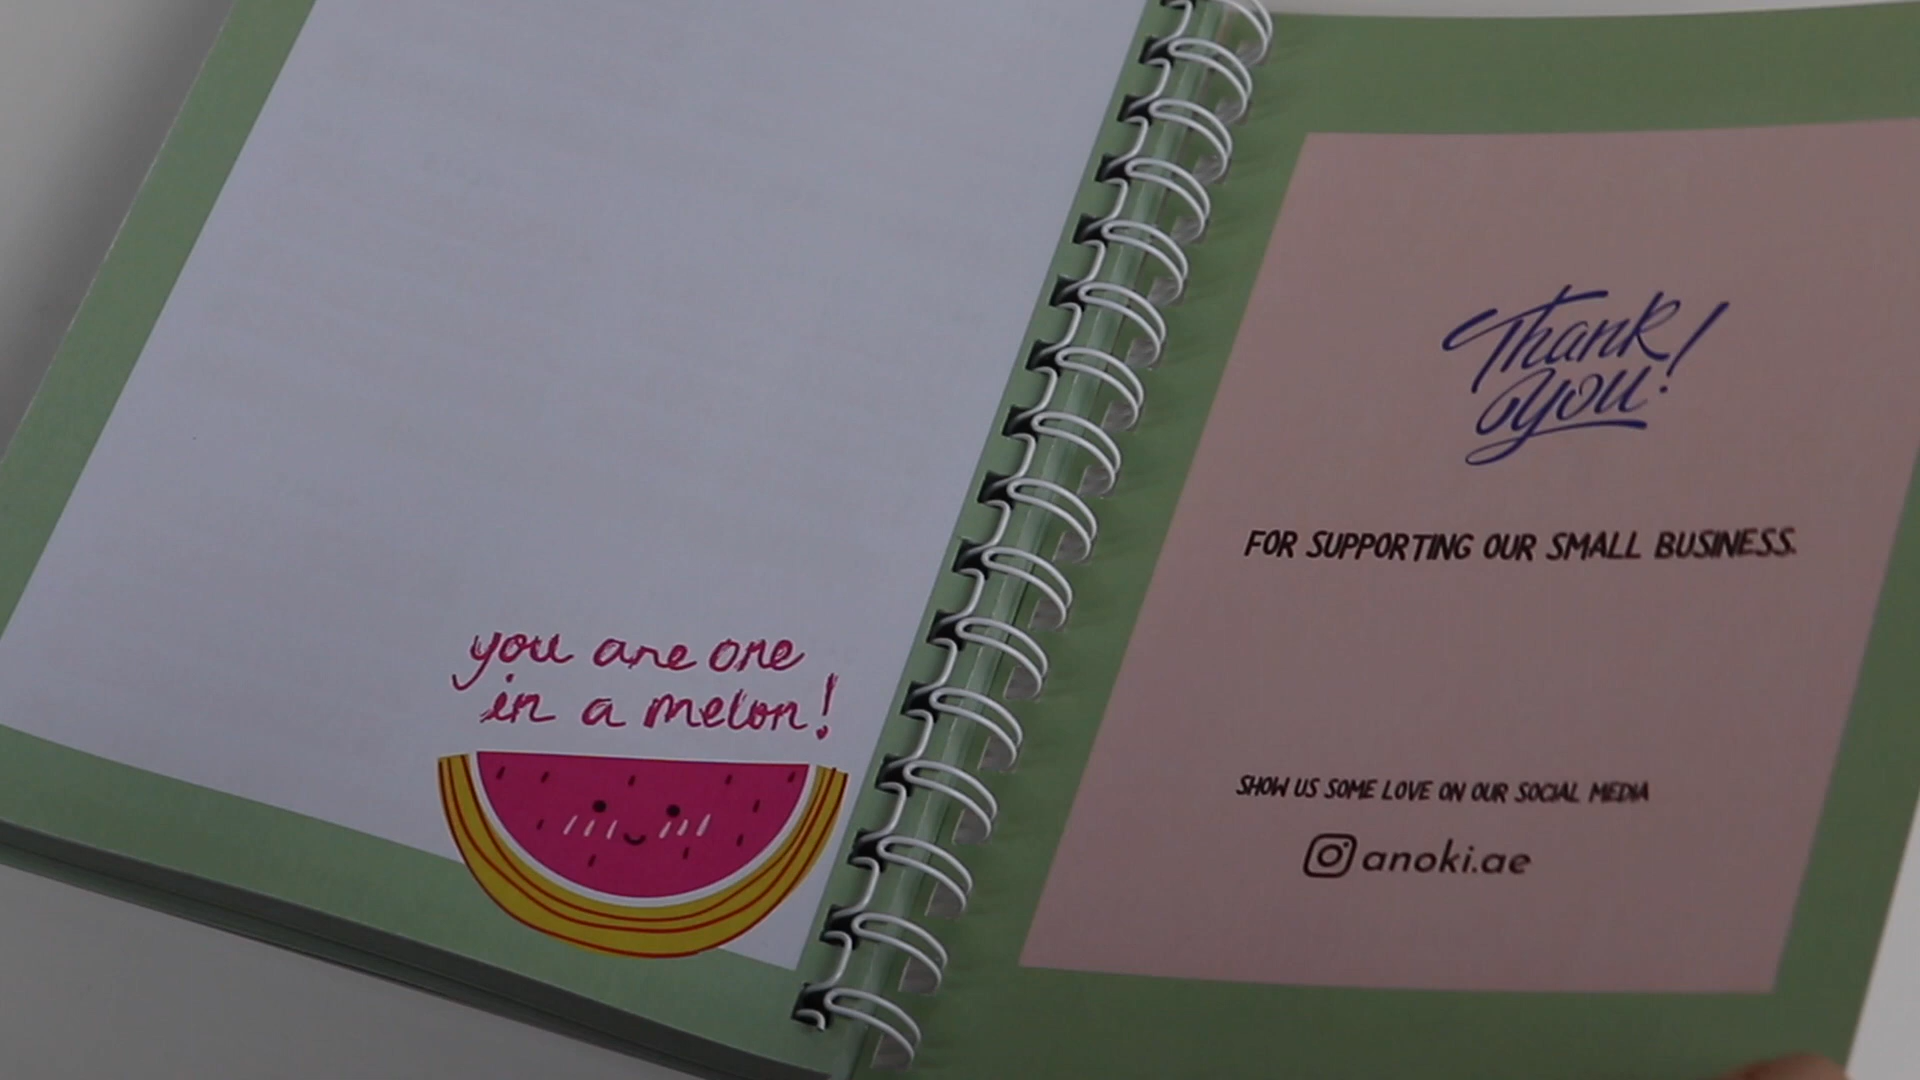 you are one
in a melon!
Thank
you!
FOR SUPPORTING OUR SMALL BUSINESS.
SHOW US SOME LOVE ON OUR SOCIAL MEDIA
anoki.ae